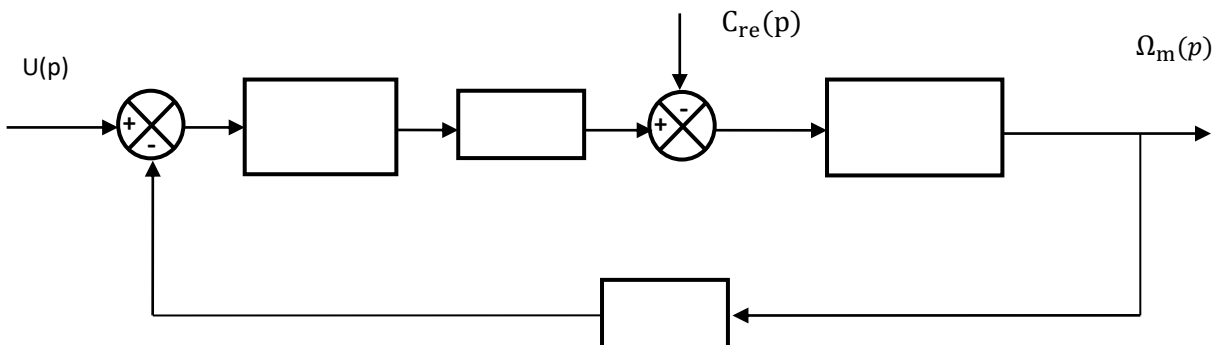 C_re(p)
Ω_m(p)
U(p)
+
-
+
-